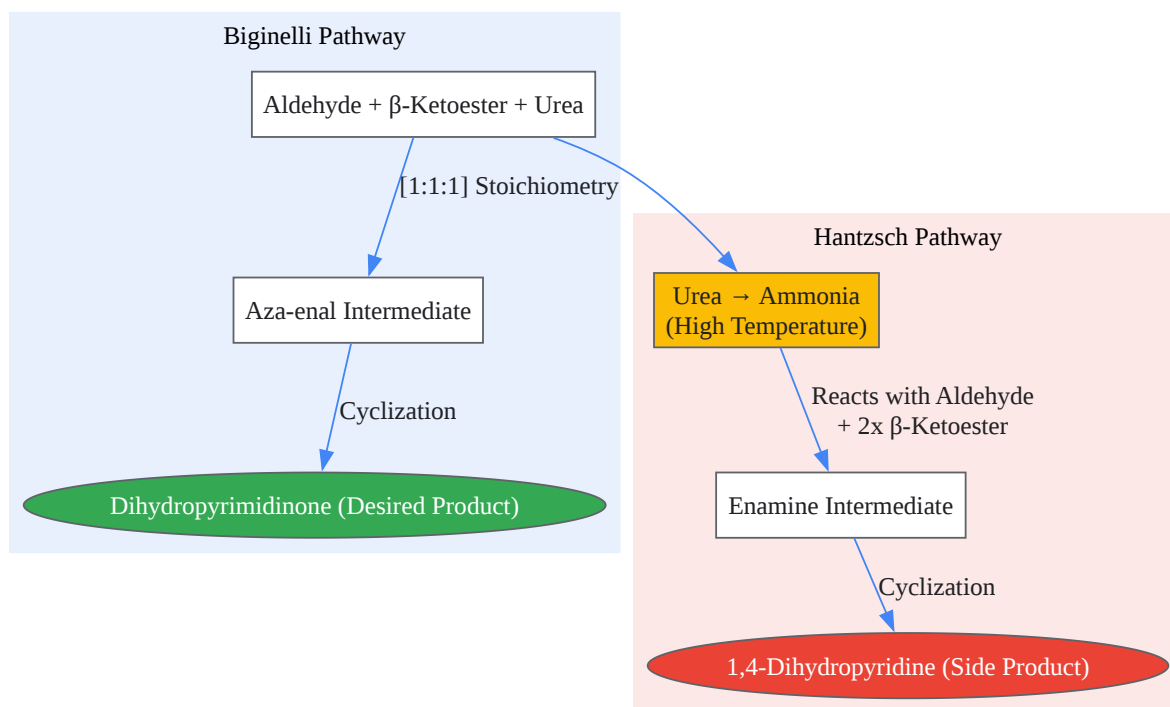 Biginelli Pathway
Aldehyde + β-Ketoester + Urea
[1:1:1] Stoichiometry
Aza-enal Intermediate
Cyclization
Dihydropyrimidinone (Desired Product)
Hantzsch Pathway
Urea → Ammonia
(High Temperature)
Reacts with Aldehyde
+ 2x β-Ketoester
Enamine Intermediate
Cyclization
1,4-Dihydropyridine (Side Product)